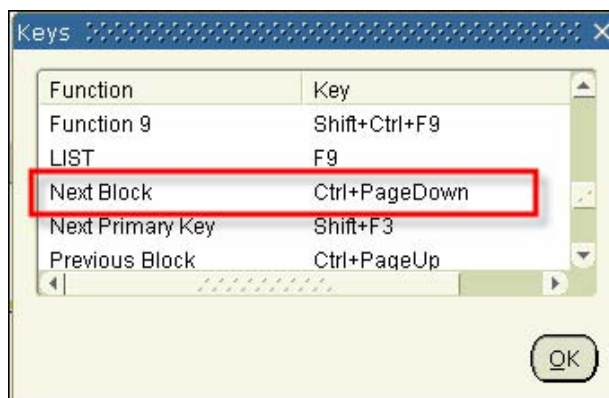 Keys
Function Key
Function 9 Shift+Ctrl+F9
LIST F9
Next Block Ctrl+PageDown
Next Primary Key Shift+F3
Previous Block Ctrl+PageUp
OK